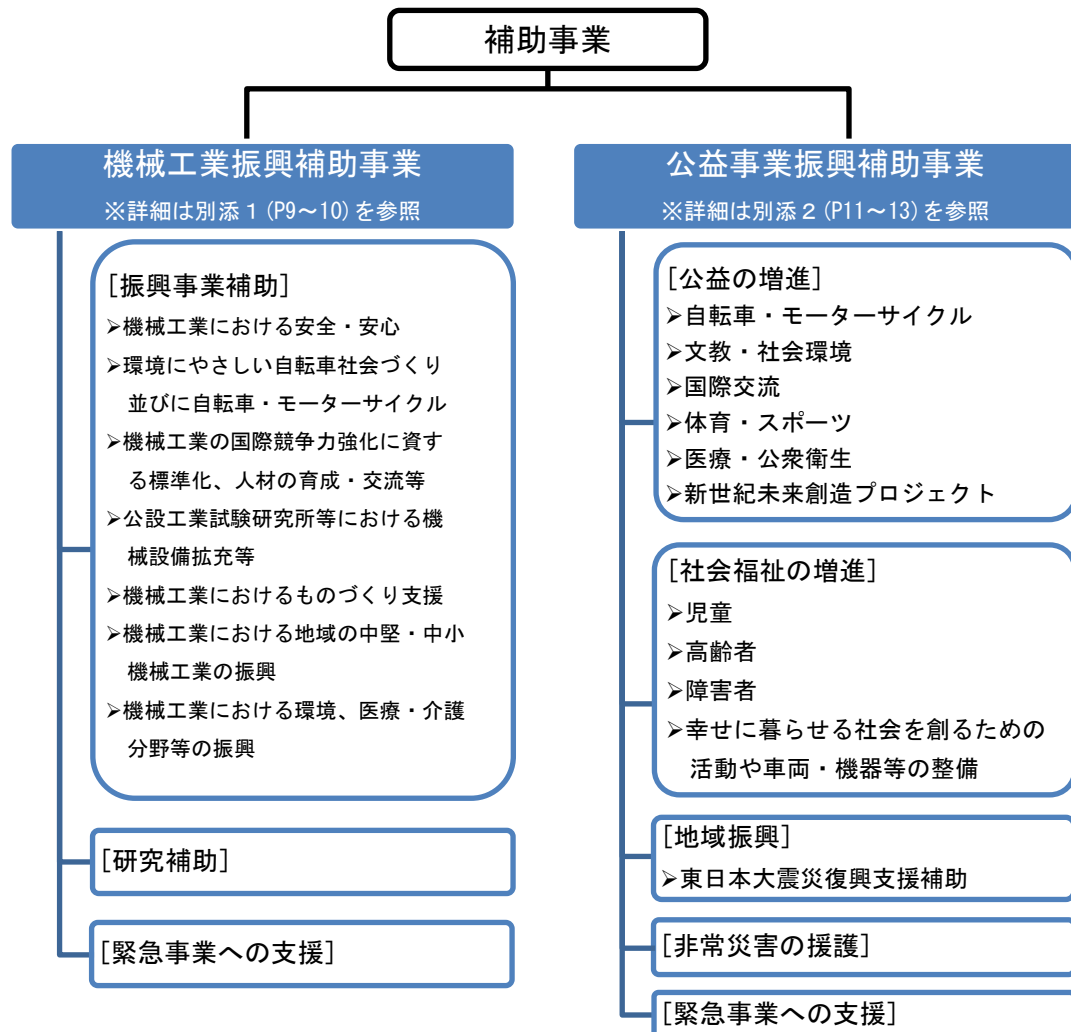 補助事業
機械工業振興補助事業
※詳細は別添1(P9～10)を参照
[振興事業補助]
➢機械工業における安全・安心
➢環境にやさしい自転車社会づくり
並びに自転車・モーターサイクル
➢機械工業の国際競争力強化に資す
る標準化、人材の育成・交流等
➢公設工業試験研究所等における機
械設備拡充等
➢機械工業におけるものづくり支援
➢機械工業における地域の中堅・中小
機械工業の振興
➢機械工業における環境、医療・介護
分野等の振興
[研究補助]
[緊急事業への支援]
公益事業振興補助事業
※詳細は別添2(P11～13)を参照
[公益の増進]
➢自転車・モーターサイクル
➢文教・社会環境
➢国際交流
➢体育・スポーツ
➢医療・公衆衛生
➢新世紀未来創造プロジェクト
[社会福祉の増進]
➢児童
➢高齢者
➢障害者
➢幸せに暮らせる社会を創るための
活動や車両・機器等の整備
[地域振興]
➢東日本大震災復興支援補助
[非常災害の援護]
[緊急事業への支援]